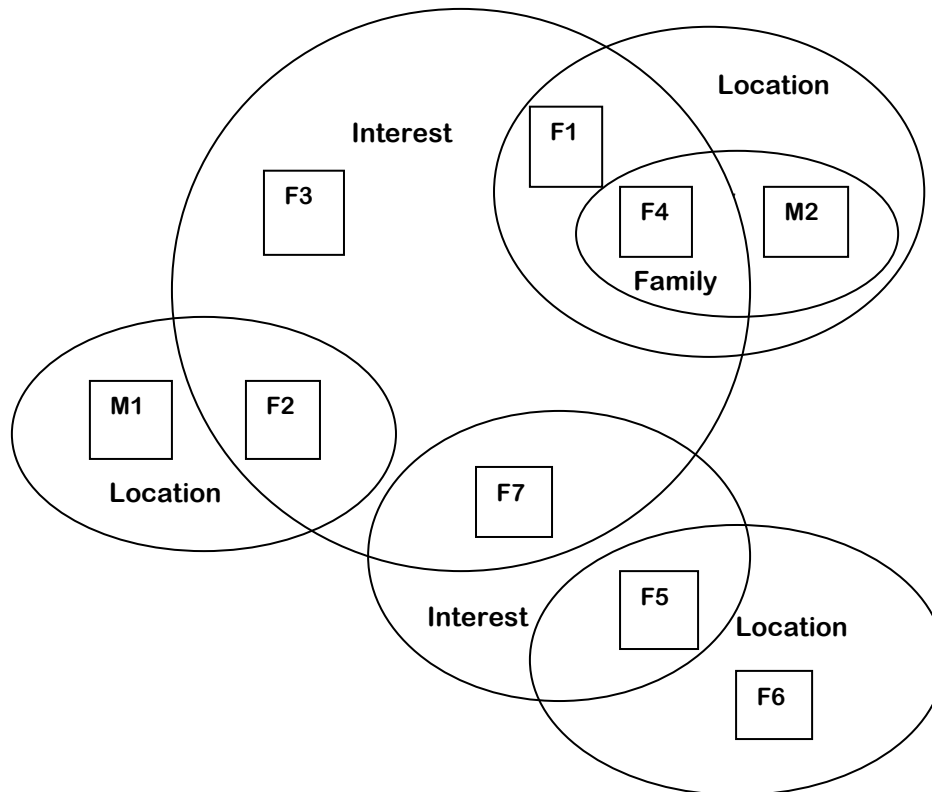 Location
Interest
F1
F3
F4
M2
Family
M1
F2
Location
F7
F5
Interest
Location
F6